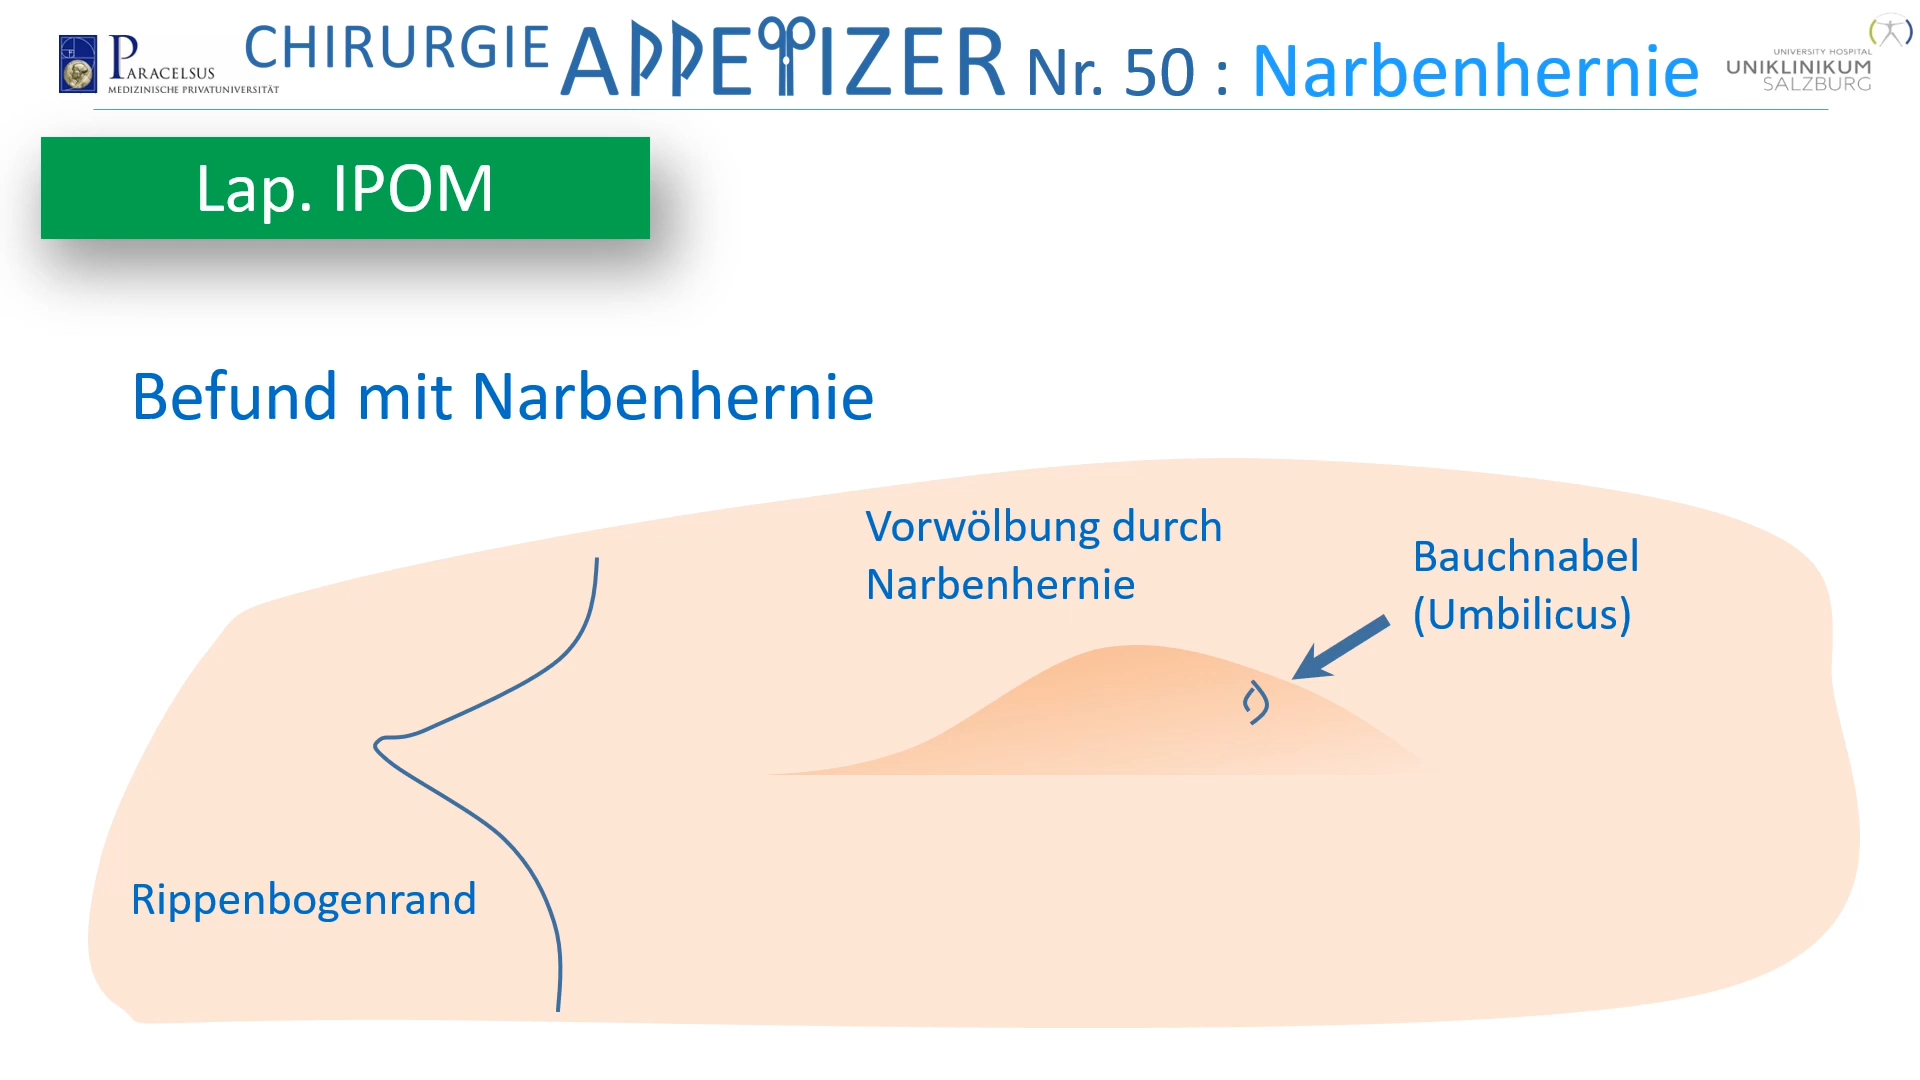 PARACELSUS
MEDIZINISCHE PRIVATUNIVERSITÄT
CHIRURGIE APPETIZER Nr. 50 : Narbenhernie
UNIVERSITY HOSPITAL
UNIKLINIKUM
SALZBURG
Lap. IPOM
Befund mit Narbenhernie
Vorwölbung durch
Narbenhernie
Bauchnabel
(Umbilicus)
Rippenbogenrand